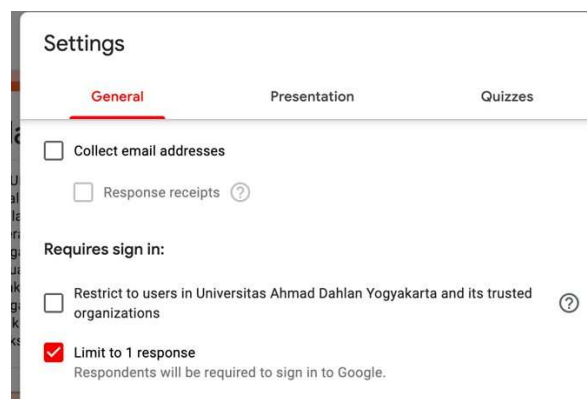 Settings
General Presentation Quizzes
Collect email addresses
Response receipts ?
Requires sign in:
Restrict to users in Universitas Ahmad Dahlan Yogyakarta and its trusted
organizations ?
Limit to 1 response
Respondents will be required to sign in to Google.